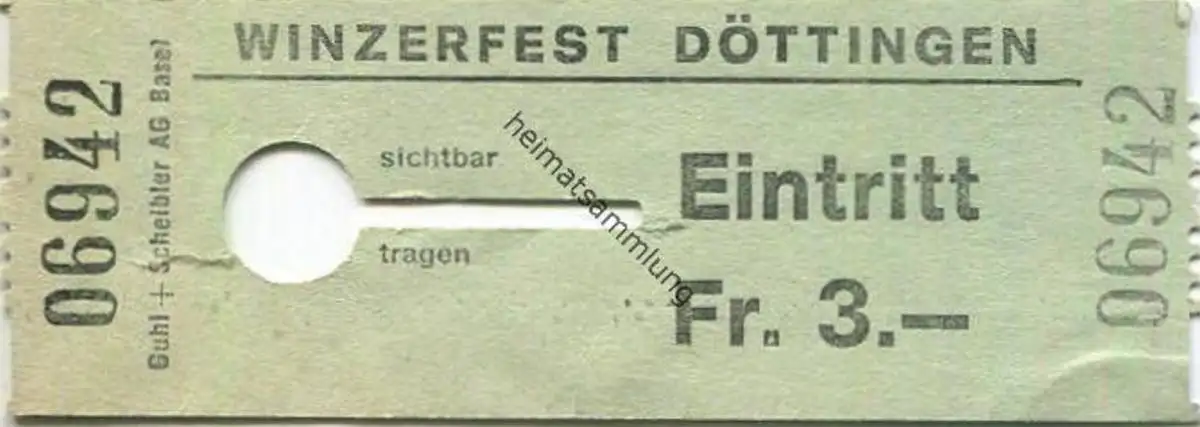 WINZERFEST DÖTTINGEN
06942
Guhl + Scheibler AG Basel
sichtbar
tragen
Eintritt
Fr. 3.—
06942
heimatsammlung